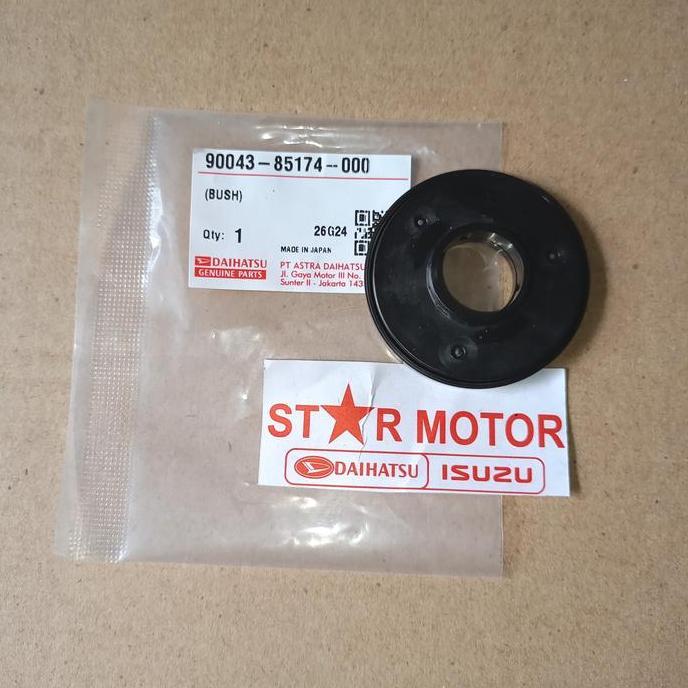 90043-85174-000
(BUSH)
Qty: 1
26G24
MADE IN JAPAN
DAIHATSU
GENUINE PARTS
PT ASTRA DAIHATSU
Jl. Gaya Motor III No.
Sunter II - Jakarta 143
STAR MOTOR
DAIHATSU
ISUZU